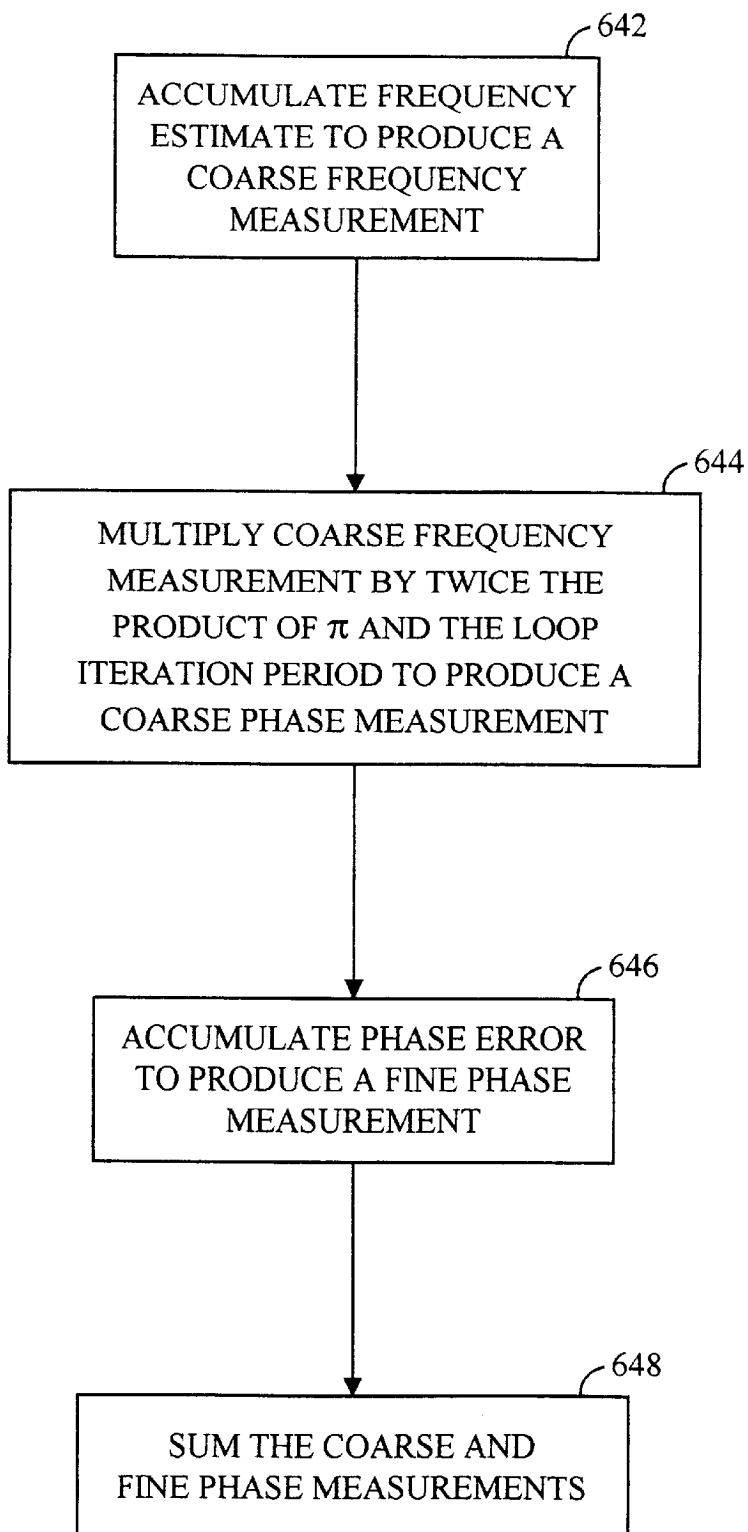 642
ACCUMULATE FREQUENCY
ESTIMATE TO PRODUCE A
COARSE FREQUENCY
MEASUREMENT
644
MULTIPLY COARSE FREQUENCY
MEASUREMENT BY TWICE THE
PRODUCT OF π AND THE LOOP
ITERATION PERIOD TO PRODUCE A
COARSE PHASE MEASUREMENT
646
ACCUMULATE PHASE ERROR
TO PRODUCE A FINE PHASE
MEASUREMENT
648
SUM THE COARSE AND
FINE PHASE MEASUREMENTS